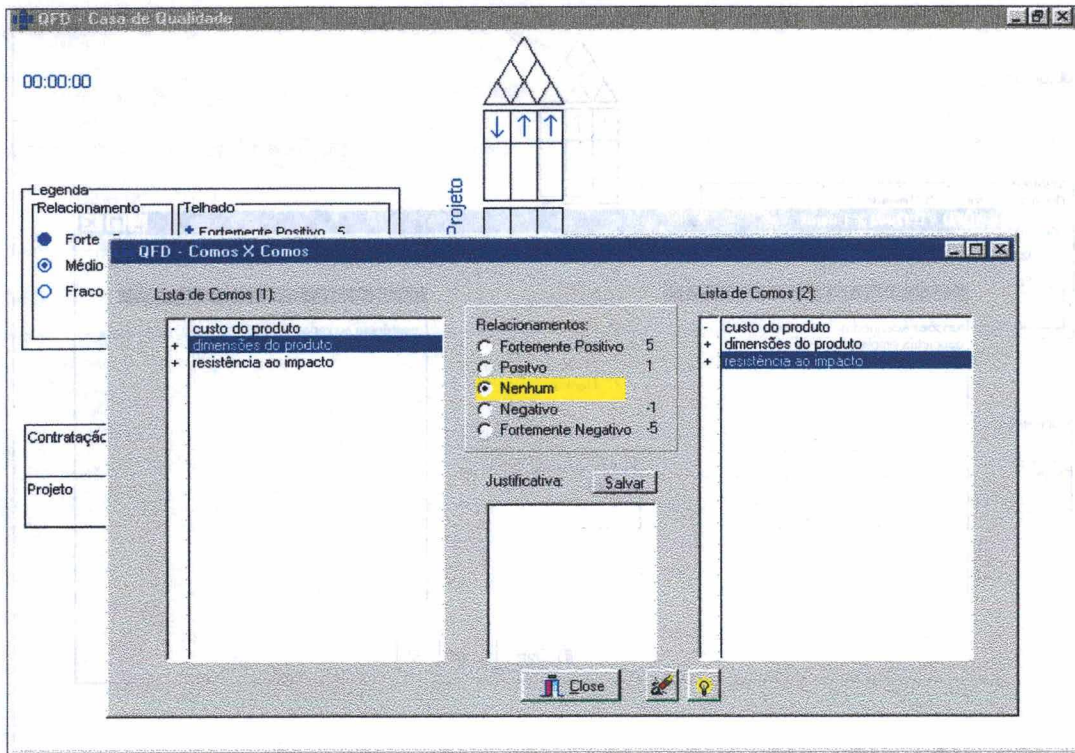 QFD - Casa de Qualidade
00:00:00
Projeto
Legenda
Relacionamento
Forte
Médio
Fraco
Telhado
+ Fortemente Positivo 5
Contratação
Projeto
QFD - Comos X Comos
Lista de Comos (1):
- custo do produto
+ dimensões do produto
+ resistência ao impacto
Relacionamentos:
Fortemente Positivo 5
Positvo 1
Nenhum
Negativo -1
Fortemente Negativo -5
Justificativa:
Salvar
Lista de Comos (2):
- custo do produto
+ dimensões do produto
+ resistência ao impacto
Close